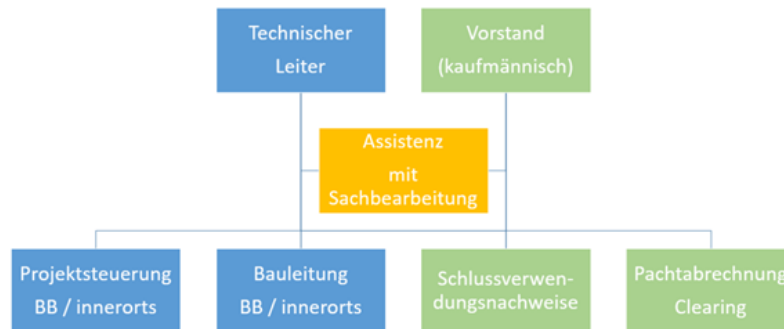 Technischer
Leiter
Vorstand
(kaufmännisch)
Assistenz
mit
Sachbearbeitung
Projektsteuerung
BB / innerorts
Bauleitung
BB / innerorts
Schlussverwen-
dungsnachweise
Pachtabrechnung
Clearing